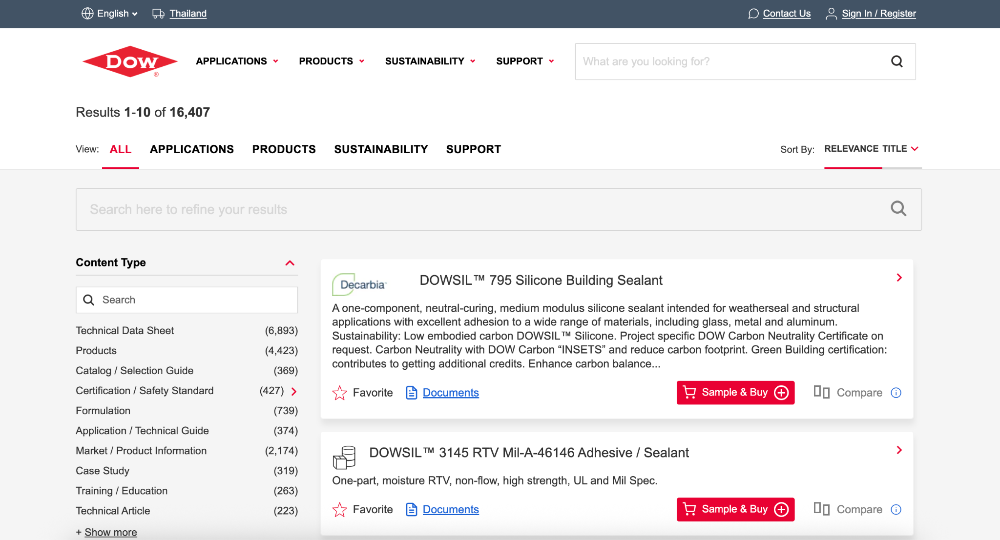 English
Thailand
Contact Us
Sign In / Register
DOW
®
APPLICATIONS
PRODUCTS
SUSTAINABILITY
SUPPORT
What are you looking for?
Results 1-10 of 16,407
View:
ALL
APPLICATIONS
PRODUCTS
SUSTAINABILITY
SUPPORT
Sort By:
RELEVANCE
TITLE
Search here to refine your results
Content Type
Search
Technical Data Sheet (6,893)
Products (4,423)
Catalog / Selection Guide (369)
Certification / Safety Standard (427)
Formulation (739)
Application / Technical Guide (374)
Market / Product Information (2,174)
Case Study (319)
Training / Education (263)
Technical Article (223)
+ Show more
Decarbia™
DOWSIL™ 795 Silicone Building Sealant
A one-component, neutral-curing, medium modulus silicone sealant intended for weatherseal and structural
applications with excellent adhesion to a wide range of materials, including glass, metal and aluminum.
Sustainability: Low embodied carbon DOWSIL™ Silicone. Project specific DOW Carbon Neutrality Certificate on
request. Carbon Neutrality with DOW Carbon “INSETS” and reduce carbon footprint. Green Building certification:
contributes to getting additional credits. Enhance carbon balance...
Favorite
Documents
Sample & Buy
Compare
DOWSIL™ 3145 RTV Mil-A-46146 Adhesive / Sealant
One-part, moisture RTV, non-flow, high strength, UL and Mil Spec.
Favorite
Documents
Sample & Buy
Compare